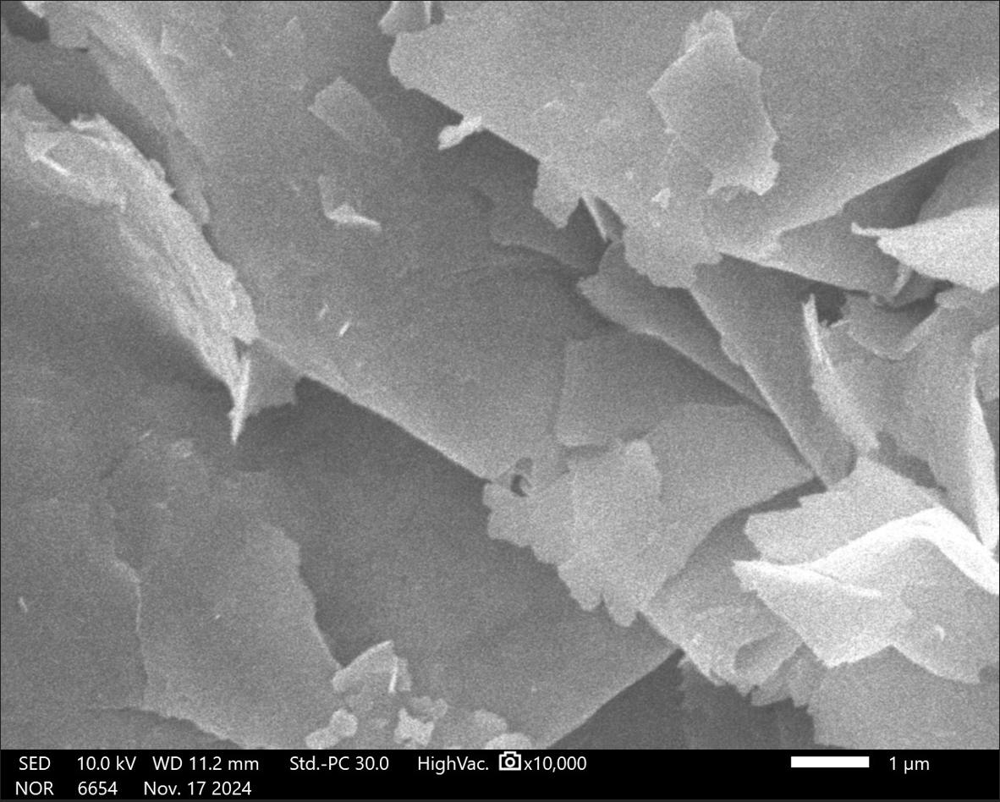 SED 10.0 kV WD 11.2 mm Std.-PC 30.0 HighVac. x10,000 1 µm
NOR 6654 Nov. 17 2024